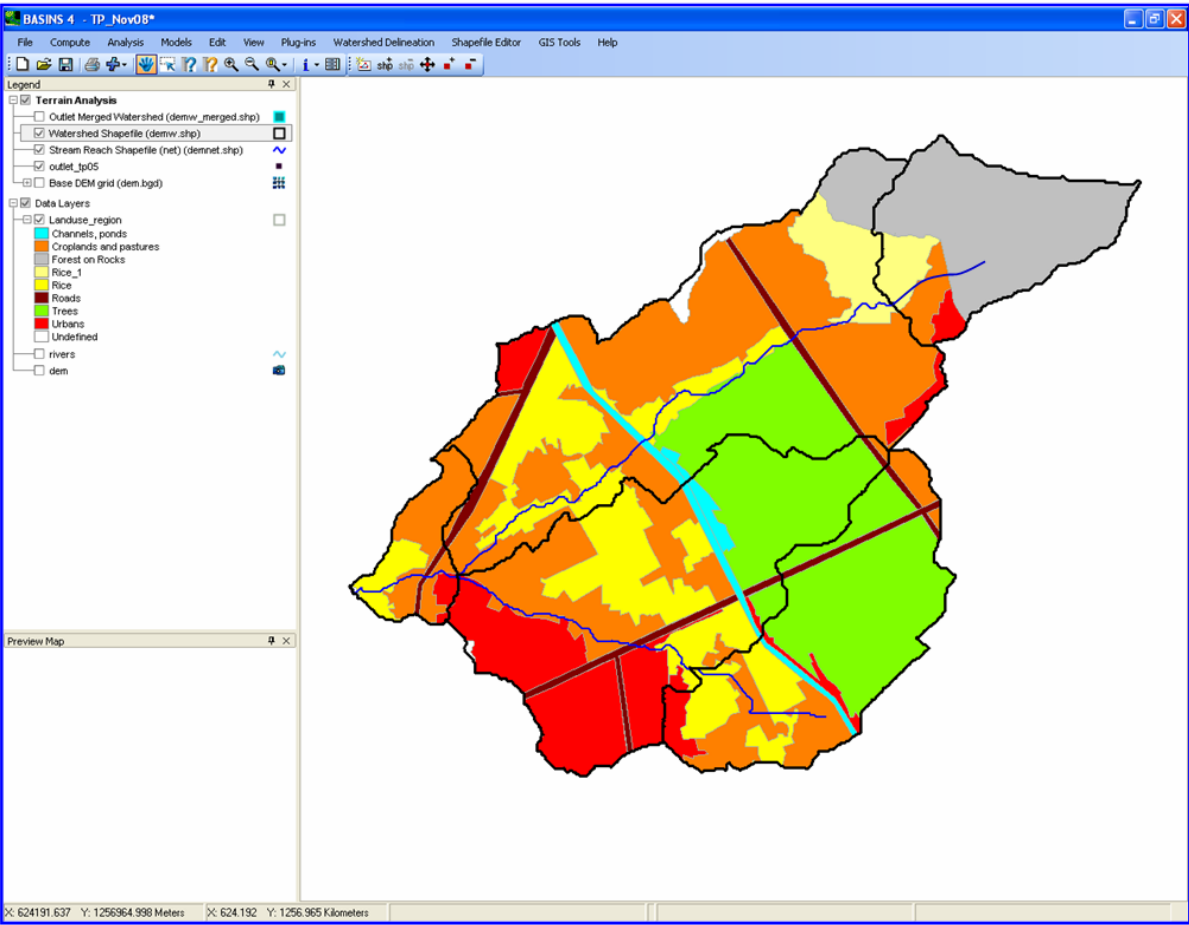 BASINS 4 - TP_Nov08*
File Compute Analysis Models Edit View Plug-ins Watershed Delineation Shapefile Editor GIS Tools Help
shp shp
Legend
Terrain Analysis
Outlet Merged Watershed (demw_merged.shp)
Watershed Shapefile (demw.shp)
Stream Reach Shapefile (net) (demnet.shp)
outlet_tp05
Base DEM grid (dem.bgd)
Data Layers
Landuse_region
Channels, ponds
Croplands and pastures
Forest on Rocks
Rice_1
Rice
Roads
Trees
Urbans
Undefined
rivers
dem
Preview Map
X: 624191.637 Y: 1256964.998 Meters X: 624.192 Y: 1256.965 Kilometers